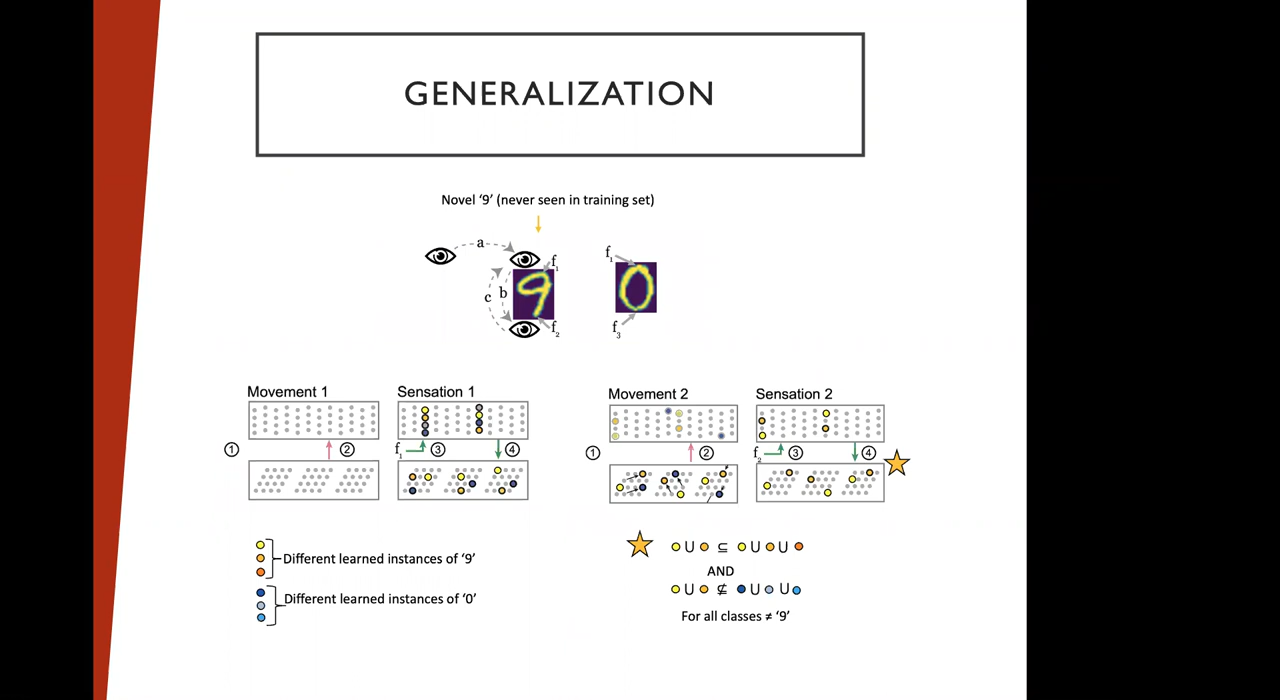 GENERALIZATION
Novel ‘9’ (never seen in training set)
a
f₁
c b
f₂
f₁
f₃
Movement 1
Sensation 1
① ②
f₁ ③ ④
Movement 2
Sensation 2
① ②
f₂ ③ ④
Different learned instances of ‘9’
Different learned instances of ‘0’
U ⊆ U U
AND
U ⊈ U U
For all classes ≠ ‘9’